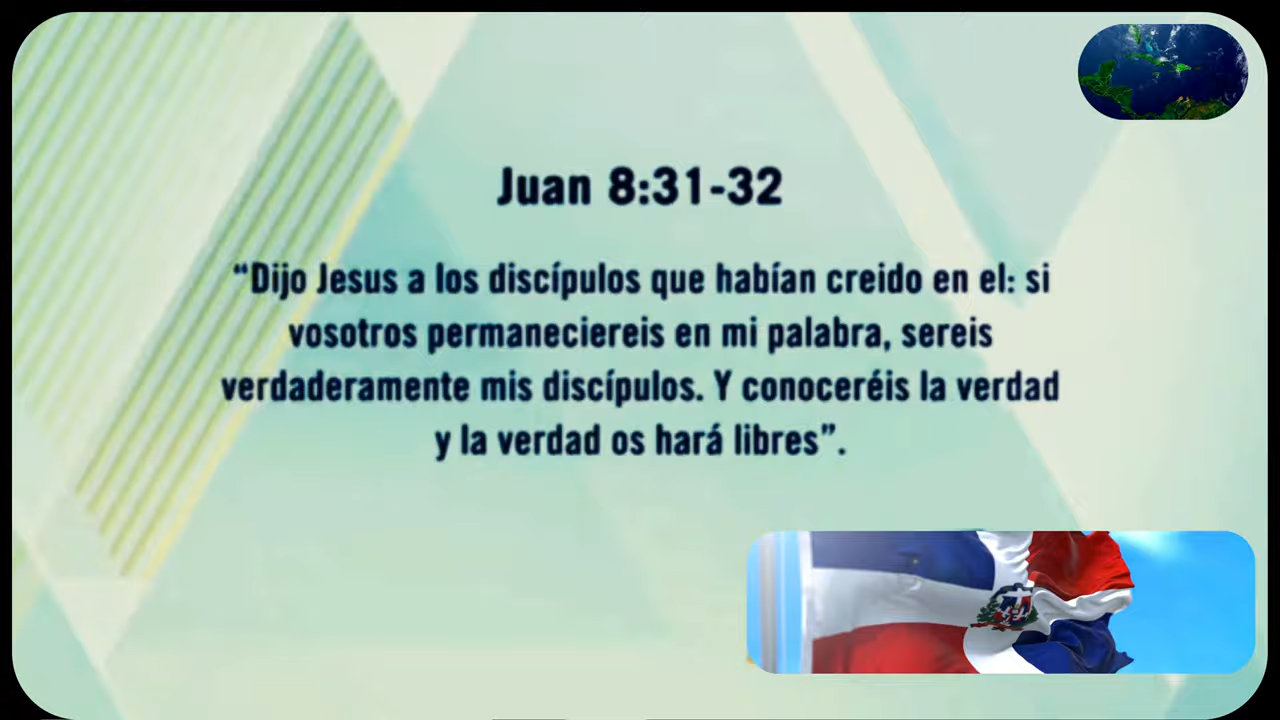 Juan 8:31-32
“Dijo Jesus a los discípulos que habían creido en el: si
vosotros permaneciereis en mi palabra, sereis
verdaderamente mis discípulos. Y conoceréis la verdad
y la verdad os hará libres”.